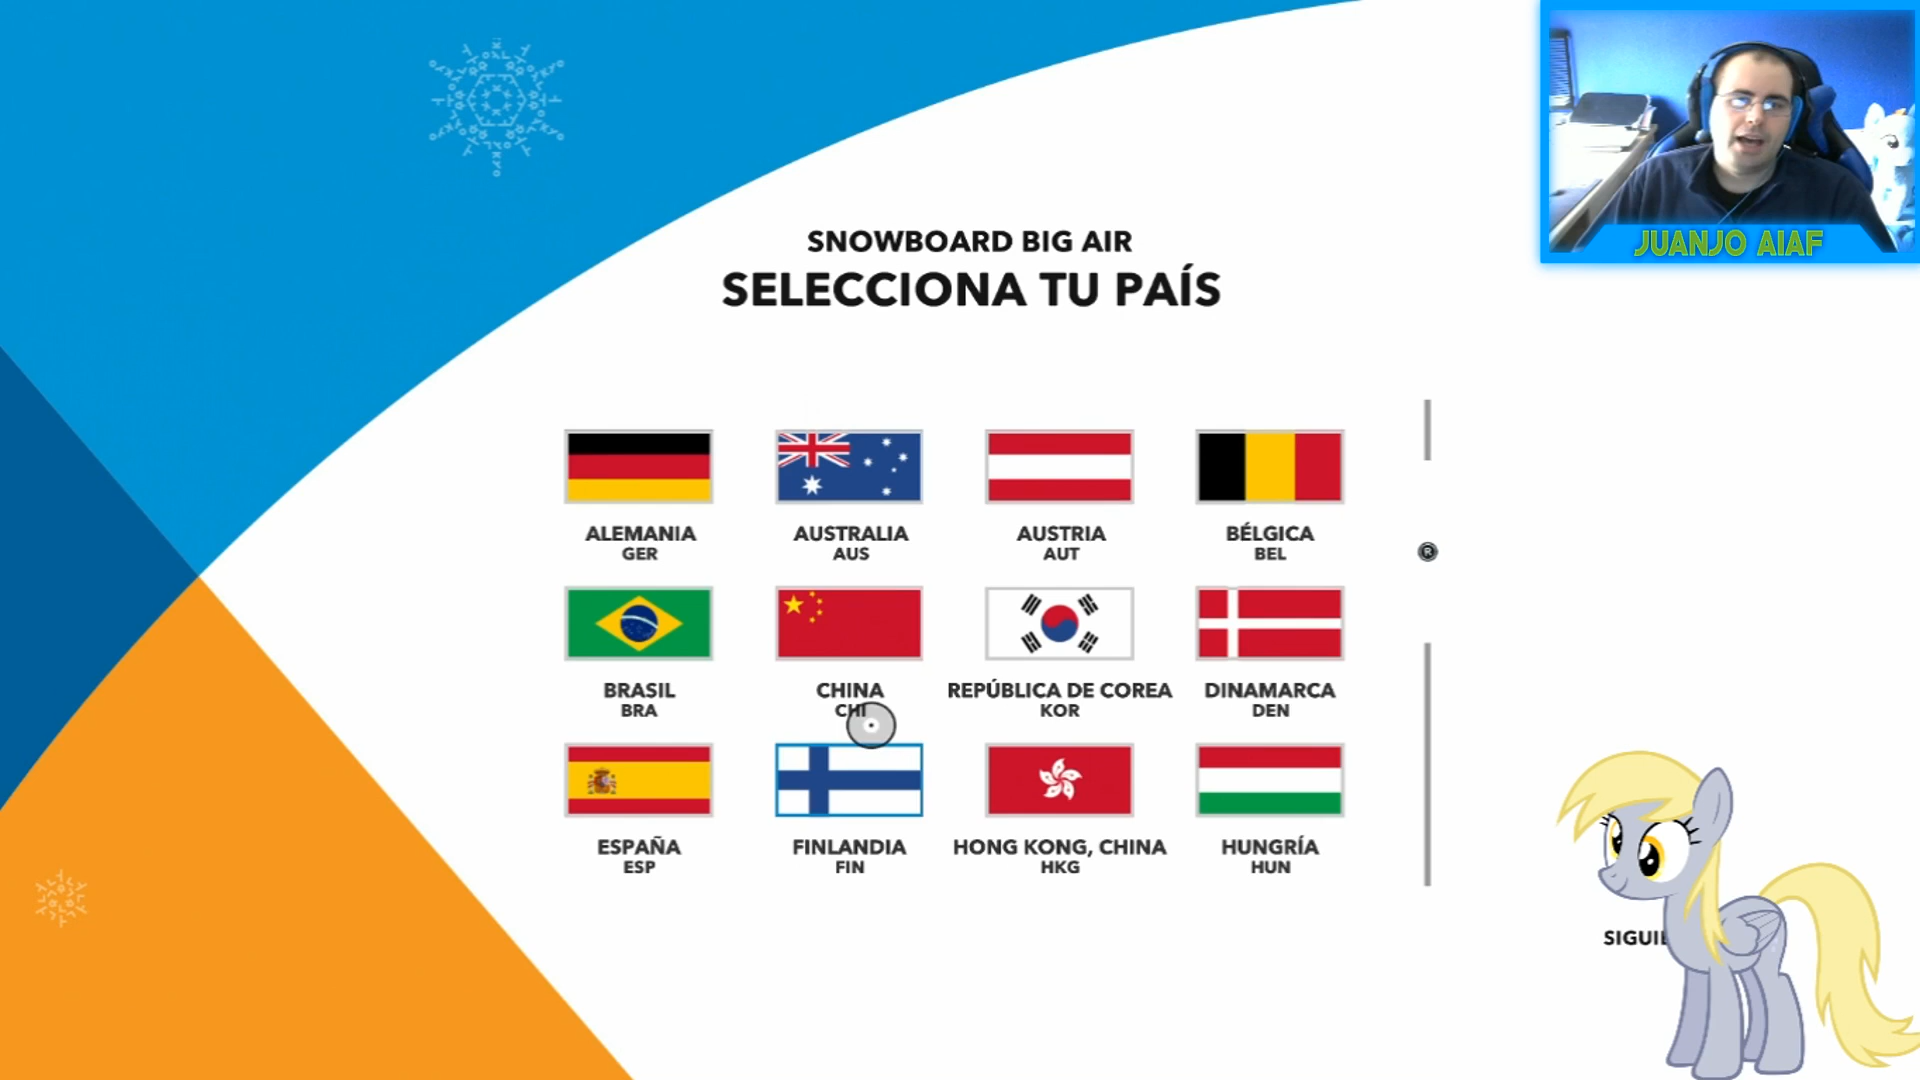 JUANJO AIAF
SNOWBOARD BIG AIR
SELECCIONA TU PAÍS
ALEMANIA
GER
AUSTRALIA
AUS
AUSTRIA
AUT
BÉLGICA
BEL
R
BRASIL
BRA
CHINA
CHI
REPÚBLICA DE COREA
KOR
DINAMARCA
DEN
ESPAÑA
ESP
FINLANDIA
FIN
HONG KONG, CHINA
HKG
HUNGRÍA
HUN